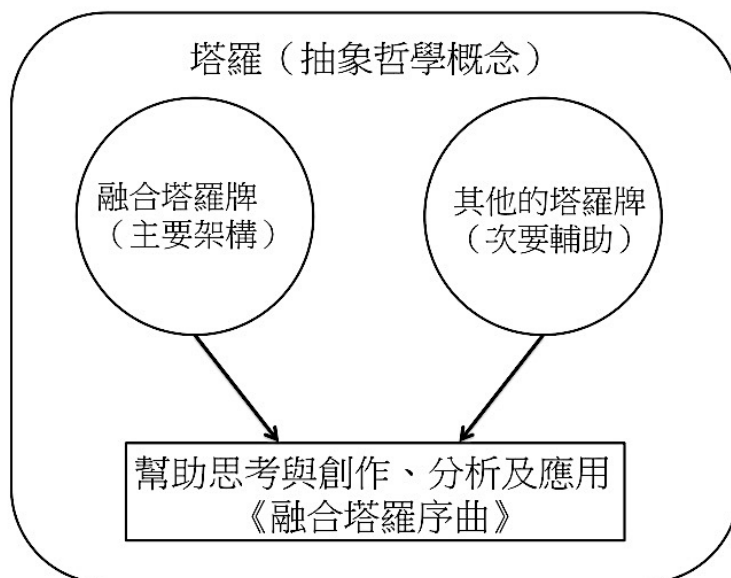 塔羅（抽象哲學概念）
融合塔羅牌
（主要架構）
其他的塔羅牌
（次要輔助）
幫助思考與創作、分析及應用
《融合塔羅序曲》